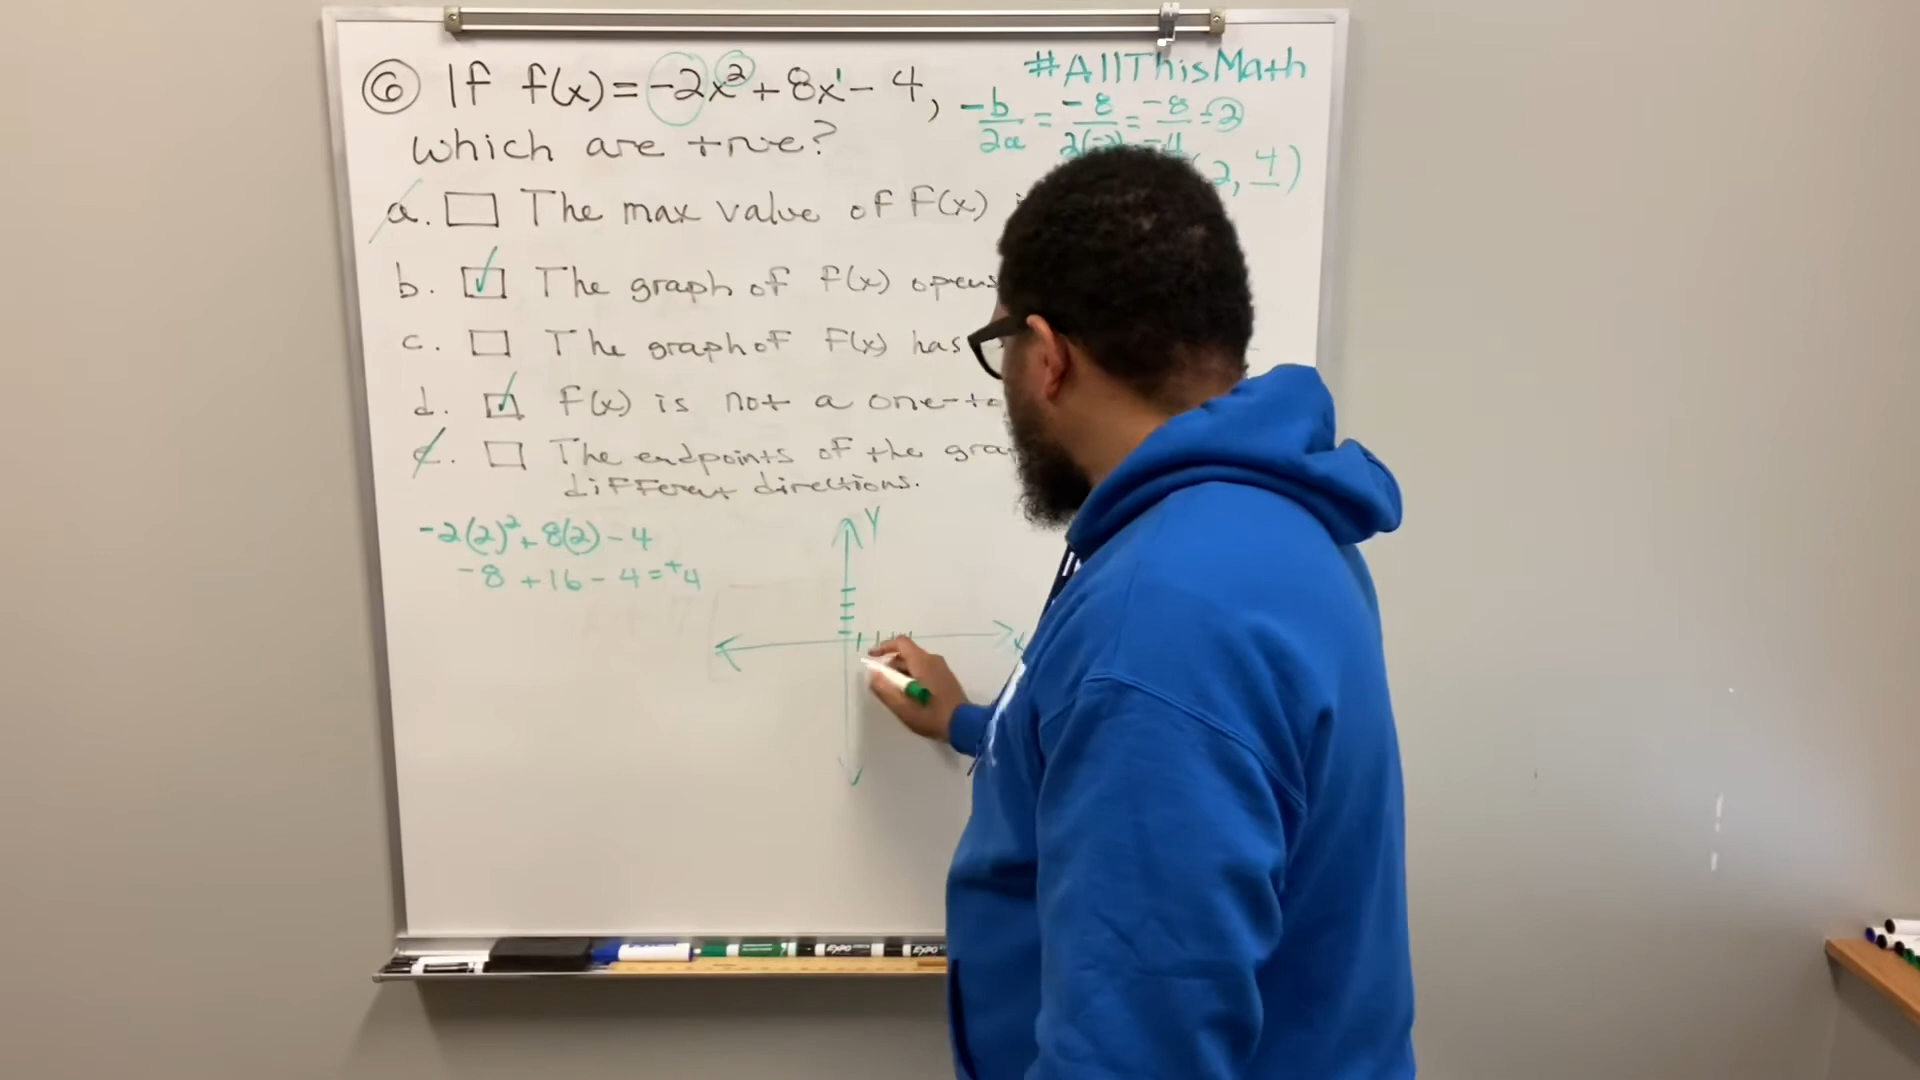 ⑥ If f(x) = -2x² + 8x¹ - 4,
which are true?
#AllThisMath
-b/2a = -8/2(-2) = -8/-4 = 2
2, 4)
a. The max value of f(x)
b. ✓ The graph of f(x) opens
c. The graph of f(x) has
d. ✓ f(x) is not a one-to
e. The endpoints of the
different directions.
-2(2)² + 8(2) - 4
-8 + 16 - 4 = +4
Y
X
EXPO
EXPO